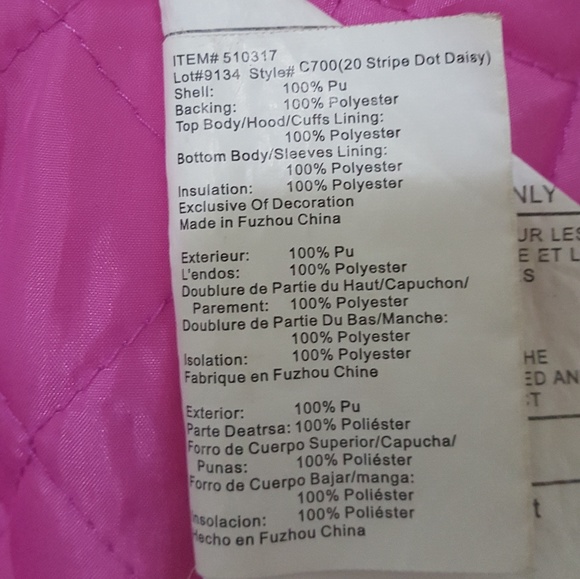 ITEM# 510317
Lot#9134 Style# C700(20 Stripe Dot Daisy)
Shell: 100% Pu
Backing: 100% Polyester
Top Body/Hood/Cuffs Lining:
100% Polyester
Bottom Body/Sleeves Lining:
100% Polyester
Insulation: 100% Polyester
Exclusive Of Decoration
Made in Fuzhou China
Exterieur: 100% Pu
L'endos: 100% Polyester
Doublure de Partie du Haut/Capuchon/
Parement: 100% Polyester
Doublure de Partie Du Bas/Manche:
100% Polyester
Isolation: 100% Polyester
Fabrique en Fuzhou Chine
Exterior: 100% Pu
Parte Deatrsa: 100% Poliéster
Forro de Cuerpo Superior/Capucha/
Punas: 100% Poliéster
Forro de Cuerpo Bajar/manga:
100% Poliéster
Insolacion: 100% Poliéster
Hecho en Fuzhou China
NLY
UR LES
E ET L
S
HE
ED AN
T
t